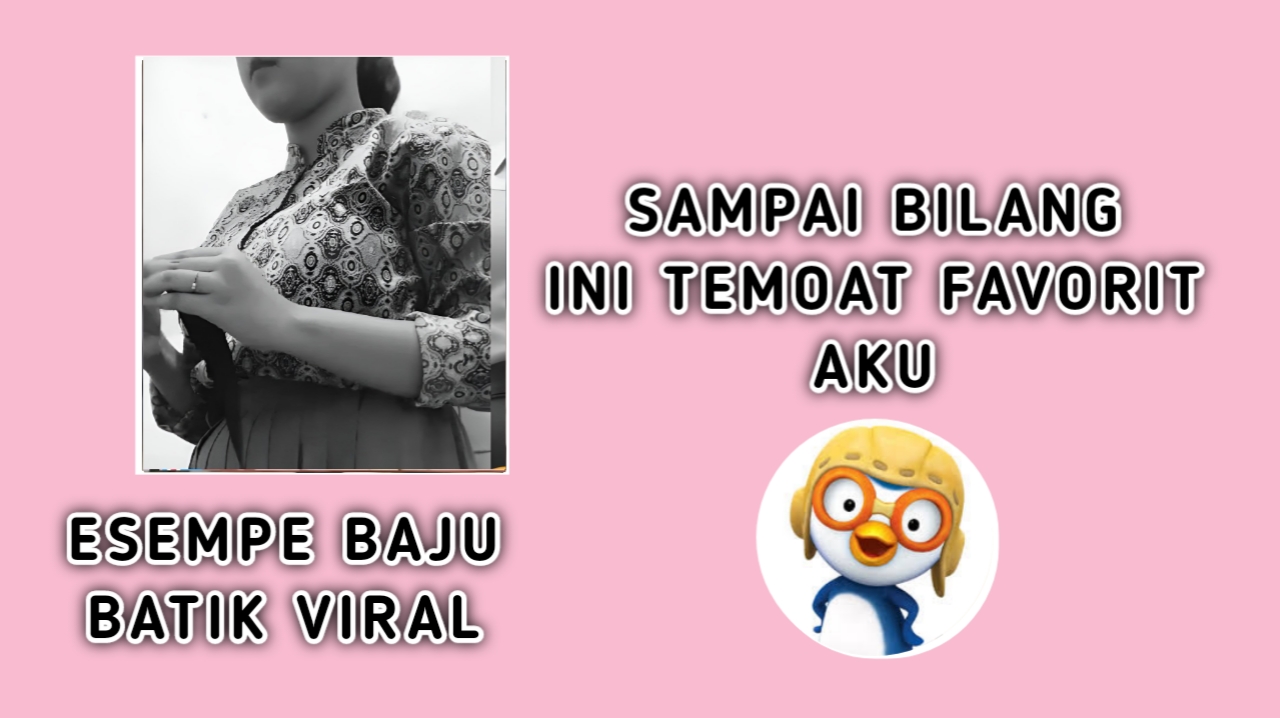 SAMPAI BILANG
INI TEMOAT FAVORIT
AKU
ESEMPE BAJU
BATIK VIRAL